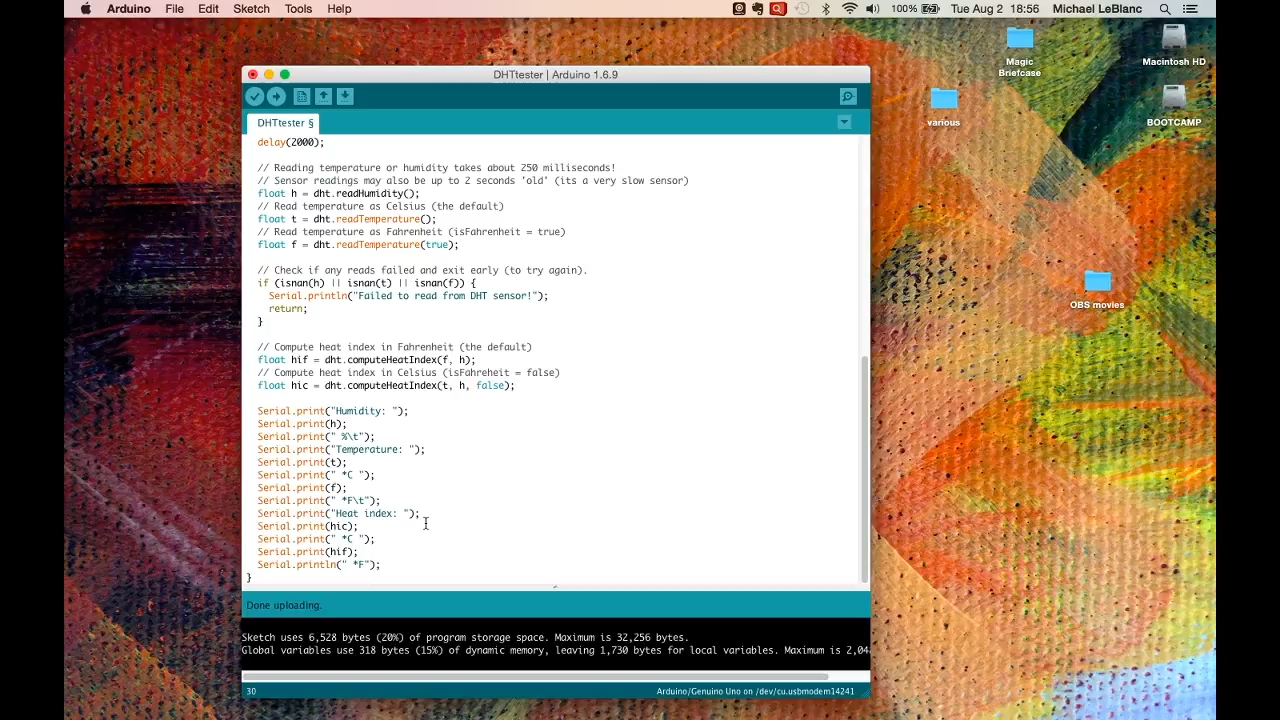 Arduino File Edit Sketch Tools Help 100% Tue Aug 2 18:56 Michael LeBlanc
Magic
Briefcase
Macintosh HD
various
BOOTCAMP
OBS movies
DHTtester | Arduino 1.6.9
DHTtester §
delay(2000);
// Reading temperature or humidity takes about 250 milliseconds!
// Sensor readings may also be up to 2 seconds 'old' (its a very slow sensor)
float h = dht.readHumidity();
// Read temperature as Celsius (the default)
float t = dht.readTemperature();
// Read temperature as Fahrenheit (isFahrenheit = true)
float f = dht.readTemperature(true);
// Check if any reads failed and exit early (to try again).
if (isnan(h) || isnan(t) || isnan(f)) {
Serial.println("Failed to read from DHT sensor!");
return;
}
// Compute heat index in Fahrenheit (the default)
float hif = dht.computeHeatIndex(f, h);
// Compute heat index in Celsius (isFahreheit = false)
float hic = dht.computeHeatIndex(t, h, false);
Serial.print("Humidity: ");
Serial.print(h);
Serial.print(" %\t");
Serial.print("Temperature: ");
Serial.print(t);
Serial.print(" *C ");
Serial.print(f);
Serial.print(" *F\t");
Serial.print("Heat index: ");
Serial.print(hic);
Serial.print(" *C ");
Serial.print(hif);
Serial.println(" *F");
}
Done uploading.
Sketch uses 6,528 bytes (20%) of program storage space. Maximum is 32,256 bytes.
Global variables use 318 bytes (15%) of dynamic memory, leaving 1,730 bytes for local variables. Maximum is 2,04
30 Arduino/Genuino Uno on /dev/cu.usbmodem14241